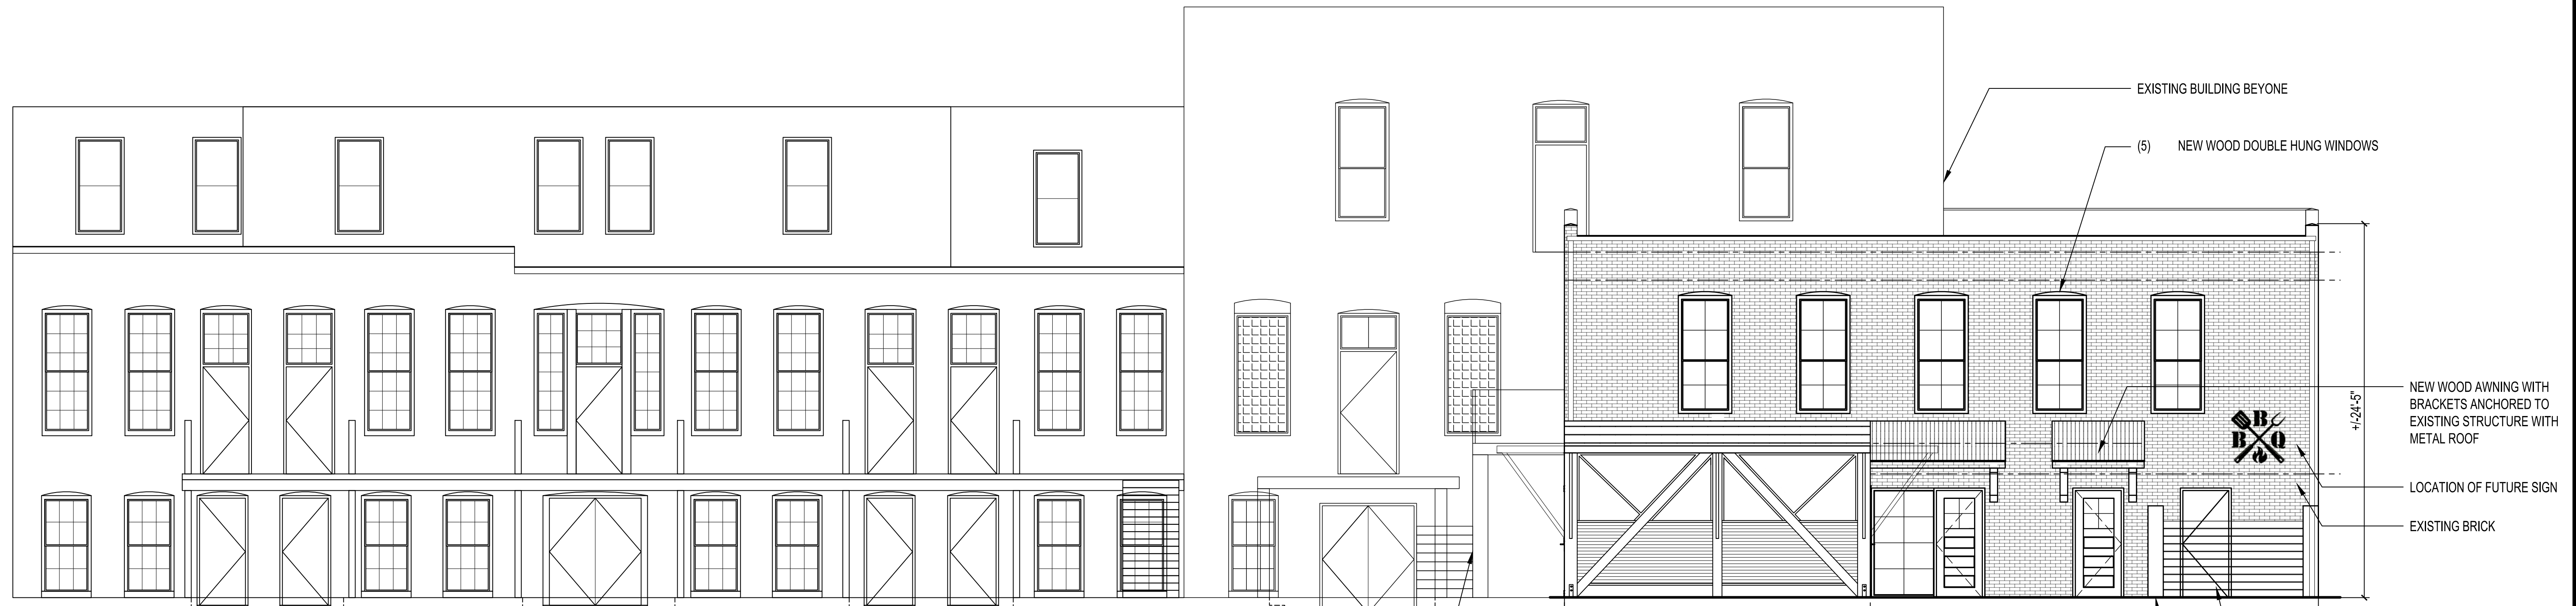 EXISTING BUILDING BEYONE
(5) NEW WOOD DOUBLE HUNG WINDOWS
+/-24'-5"
NEW WOOD AWNING WITH
BRACKETS ANCHORED TO
EXISTING STRUCTURE WITH
METAL ROOF
B
B Q
LOCATION OF FUTURE SIGN
EXISTING BRICK